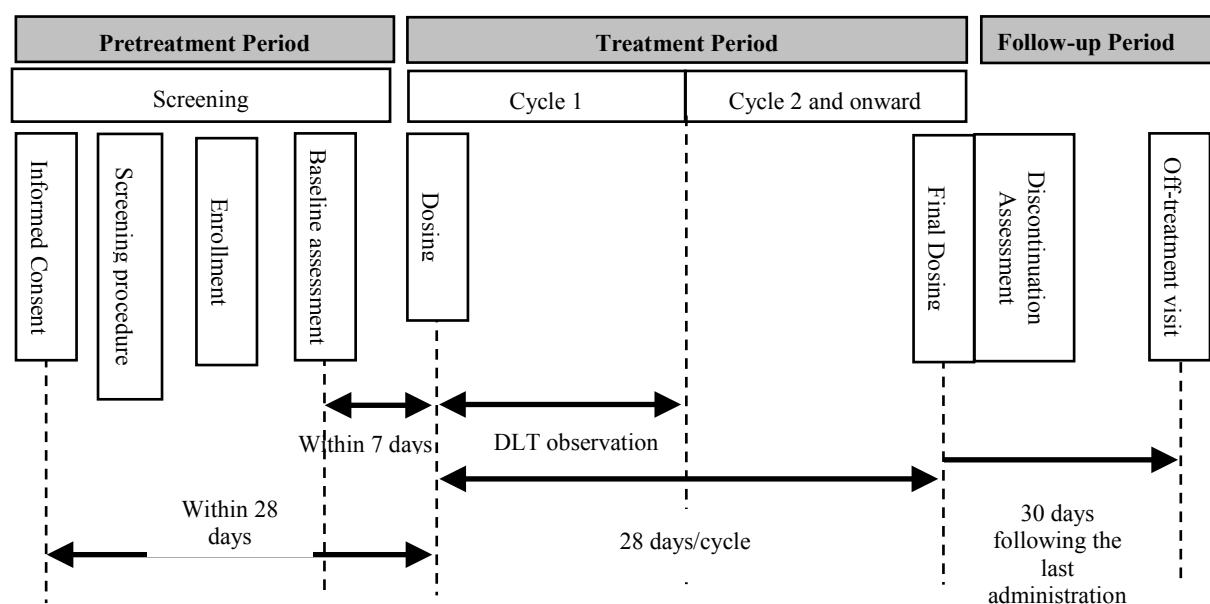 Pretreatment Period
Treatment Period
Follow-up Period
Screening
Cycle 1
Cycle 2 and onward
Informed Consent
Screening procedure
Enrollment
Baseline assessment
Dosing
Final Dosing
Discontinuation
Assessment
Off-treatment visit
Within 7 days
DLT observation
Within 28
days
28 days/cycle
30 days
following the
last
administration